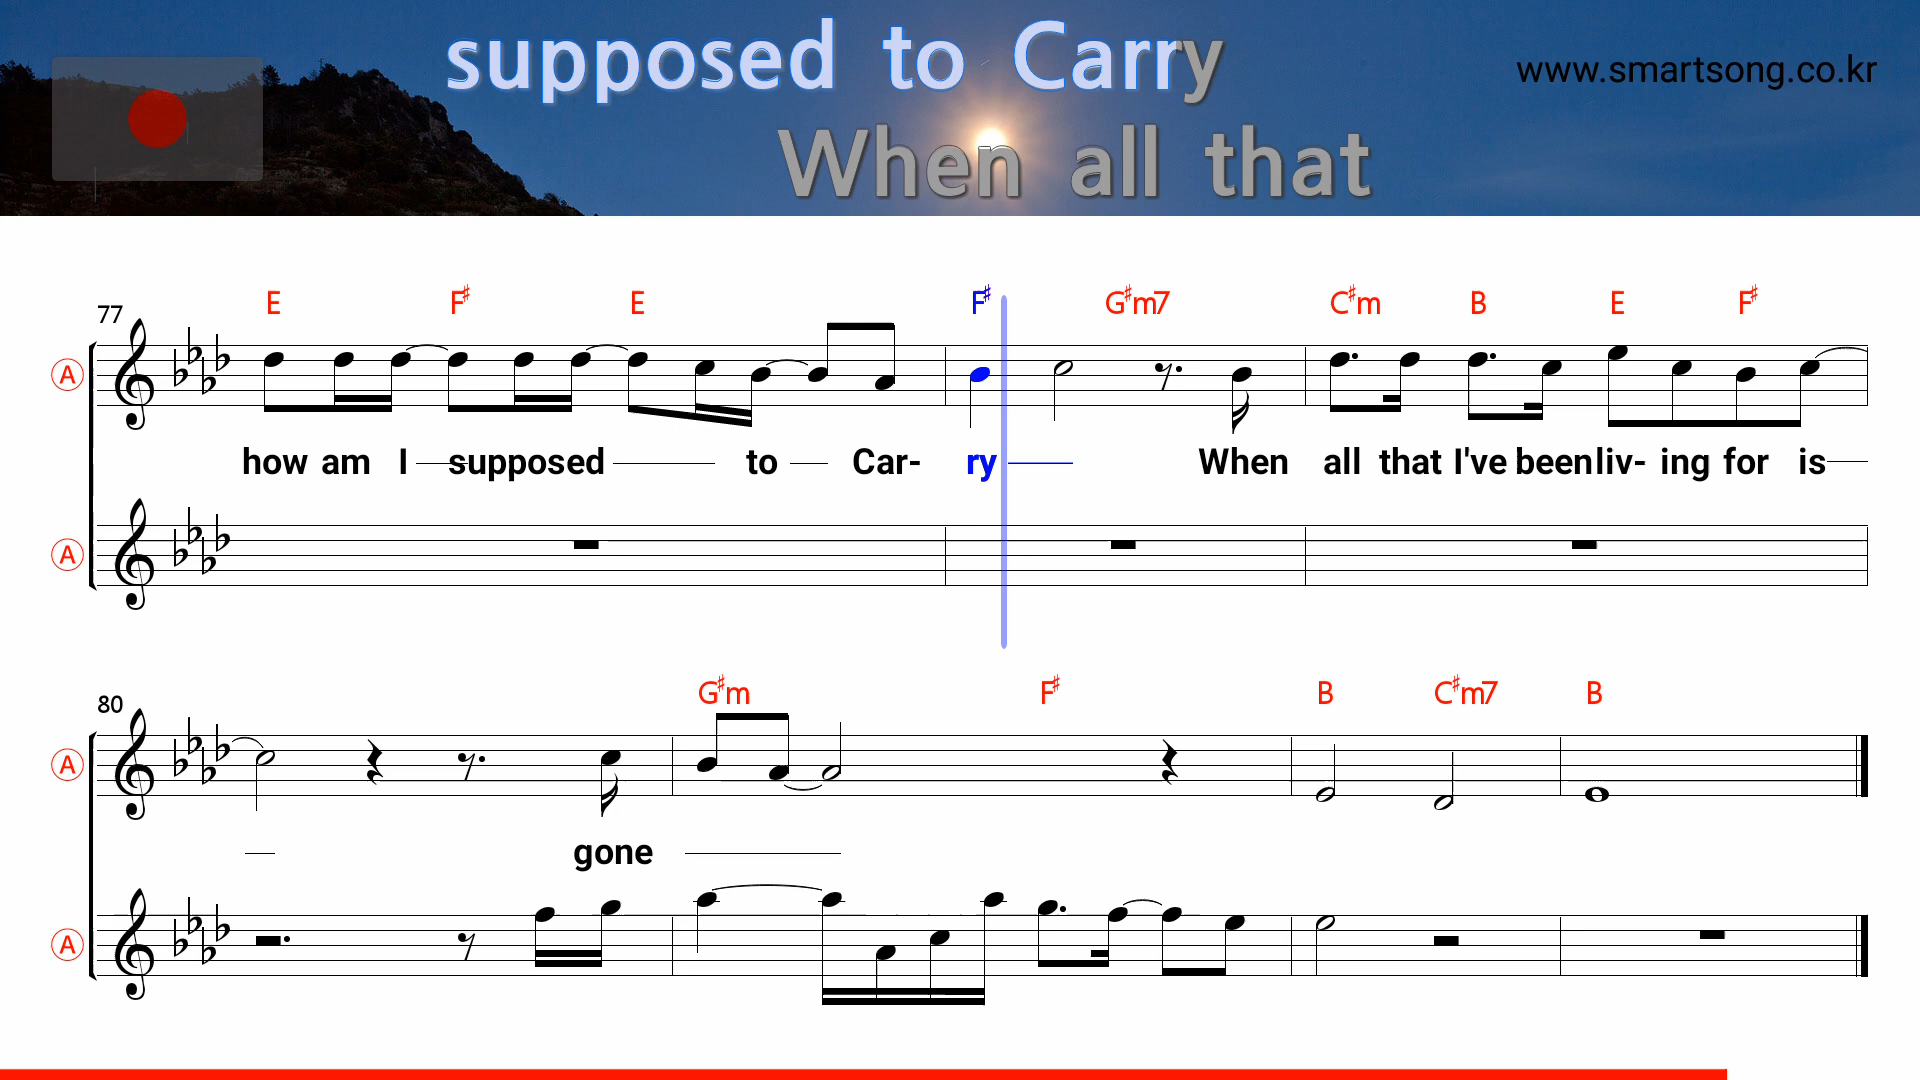 supposed to Carry
www.smartsong.co.kr
When all that
E F♯ E F♯ G♯m7 C♯m B E F♯
77
A
how am I supposed to Car- ry When all that I've been liv- ing for is
A
G♯m F♯ B C♯m7 B
80
A
gone
A